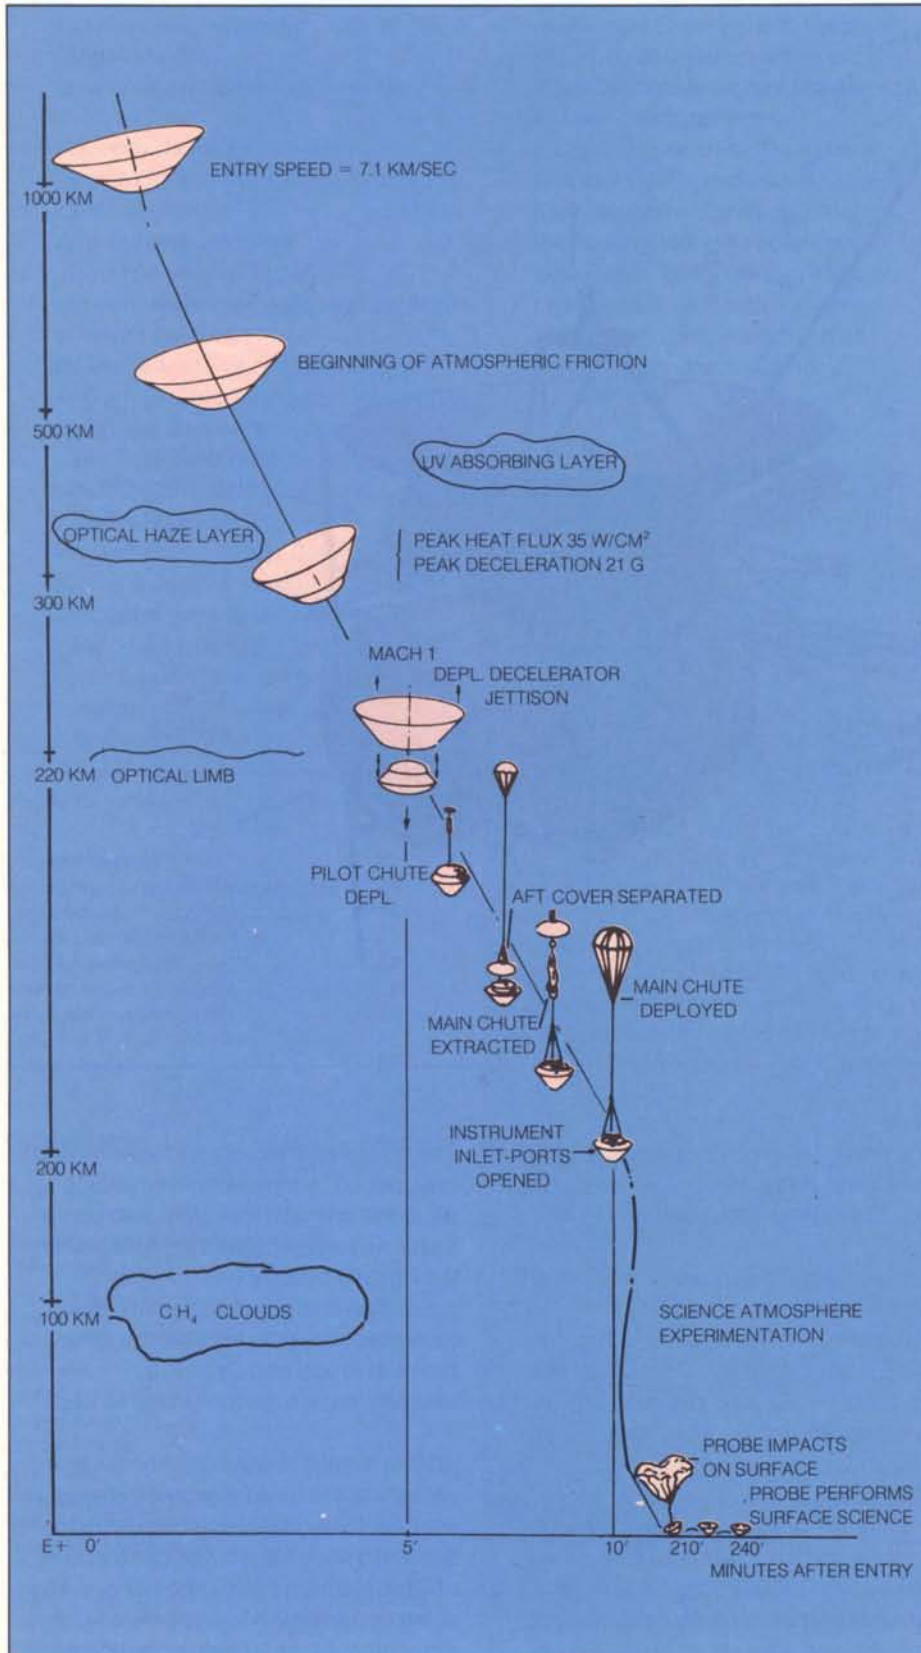 ENTRY SPEED = 7.1 KM/SEC
1000 KM
BEGINNING OF ATMOSPHERIC FRICTION
500 KM
UV ABSORBING LAYER
OPTICAL HAZE LAYER
PEAK HEAT FLUX 35 W/CM²
PEAK DECELERATION 21 G
300 KM
MACH 1
DEPL. DECELERATOR
JETTISON
220 KM
OPTICAL LIMB
PILOT CHUTE
DEPL.
AFT COVER SEPARATED
MAIN CHUTE
DEPLOYED
MAIN CHUTE
EXTRACTED
INSTRUMENT
INLET-PORTS
OPENED
200 KM
100 KM
CH₄ CLOUDS
SCIENCE ATMOSPHERE
EXPERIMENTATION
PROBE IMPACTS
ON SURFACE
PROBE PERFORMS
SURFACE SCIENCE
E+ 0' 5' 10' 210' 240'
MINUTES AFTER ENTRY